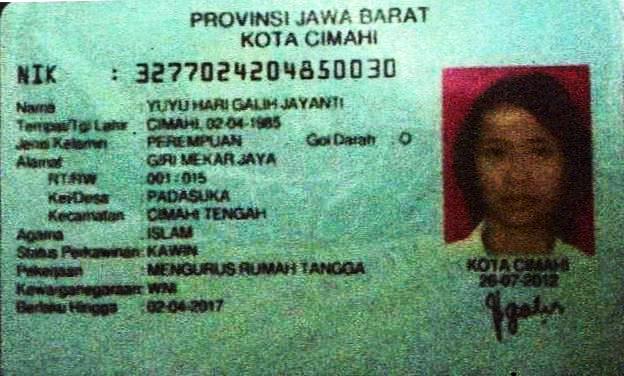 PROVINSI JAWA BARAT
KOTA CIMAHI
NIK : 3277024204850030
Nama : YUYU HARI GALIH JAYANTI
Tempat/Tgl Lahir : CIMAHI, 02-04-1985
Jenis Kelamin : PEREMPUAN Gol Darah : O
Alamat : GIRI MEKAR JAYA
RT/RW : 001 / 015
Kel/Desa : PADASUKA
Kecamatan : CIMAHI TENGAH
Agama : ISLAM
Status Perkawinan: KAWIN
Pekerjaan : MENGURUS RUMAH TANGGA
Kewarganegaraan: WNI
Berlaku Hingga : 02-04-2017
KOTA CIMAHI
26-07-2012